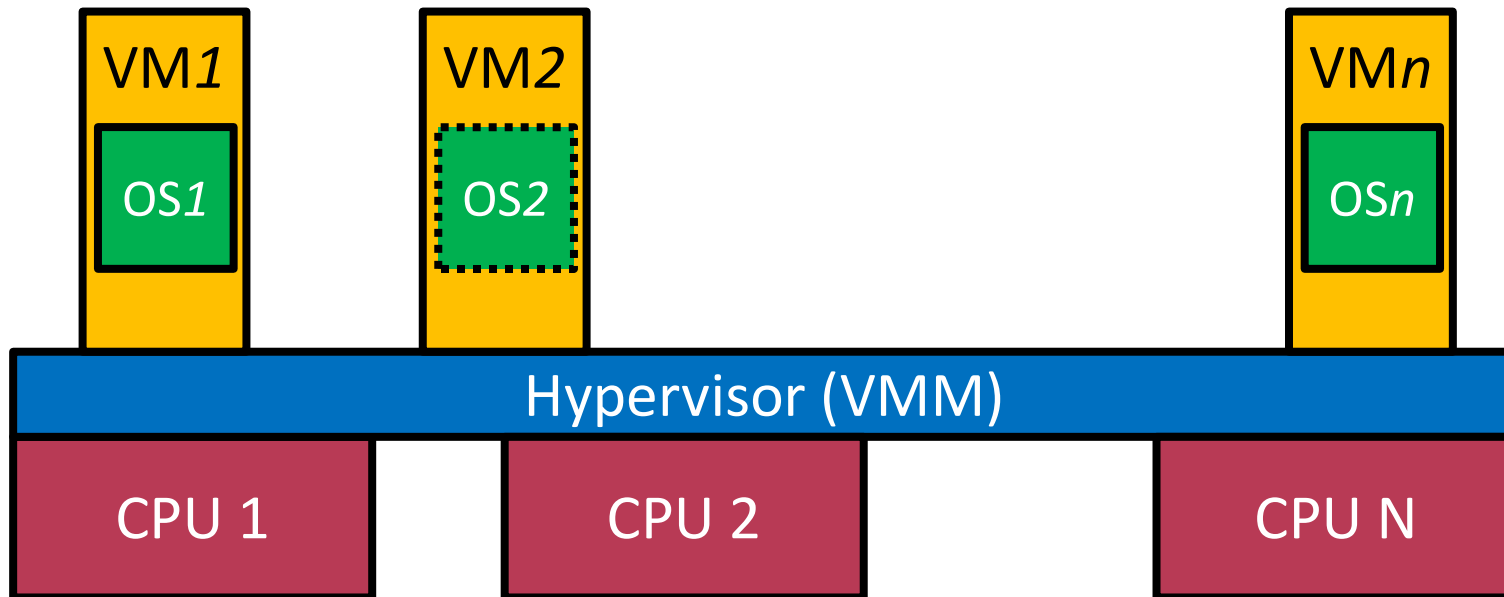 VM1
VM2
VMn
OS1
OS2
OSn
Hypervisor (VMM)
CPU 1
CPU 2
CPU N